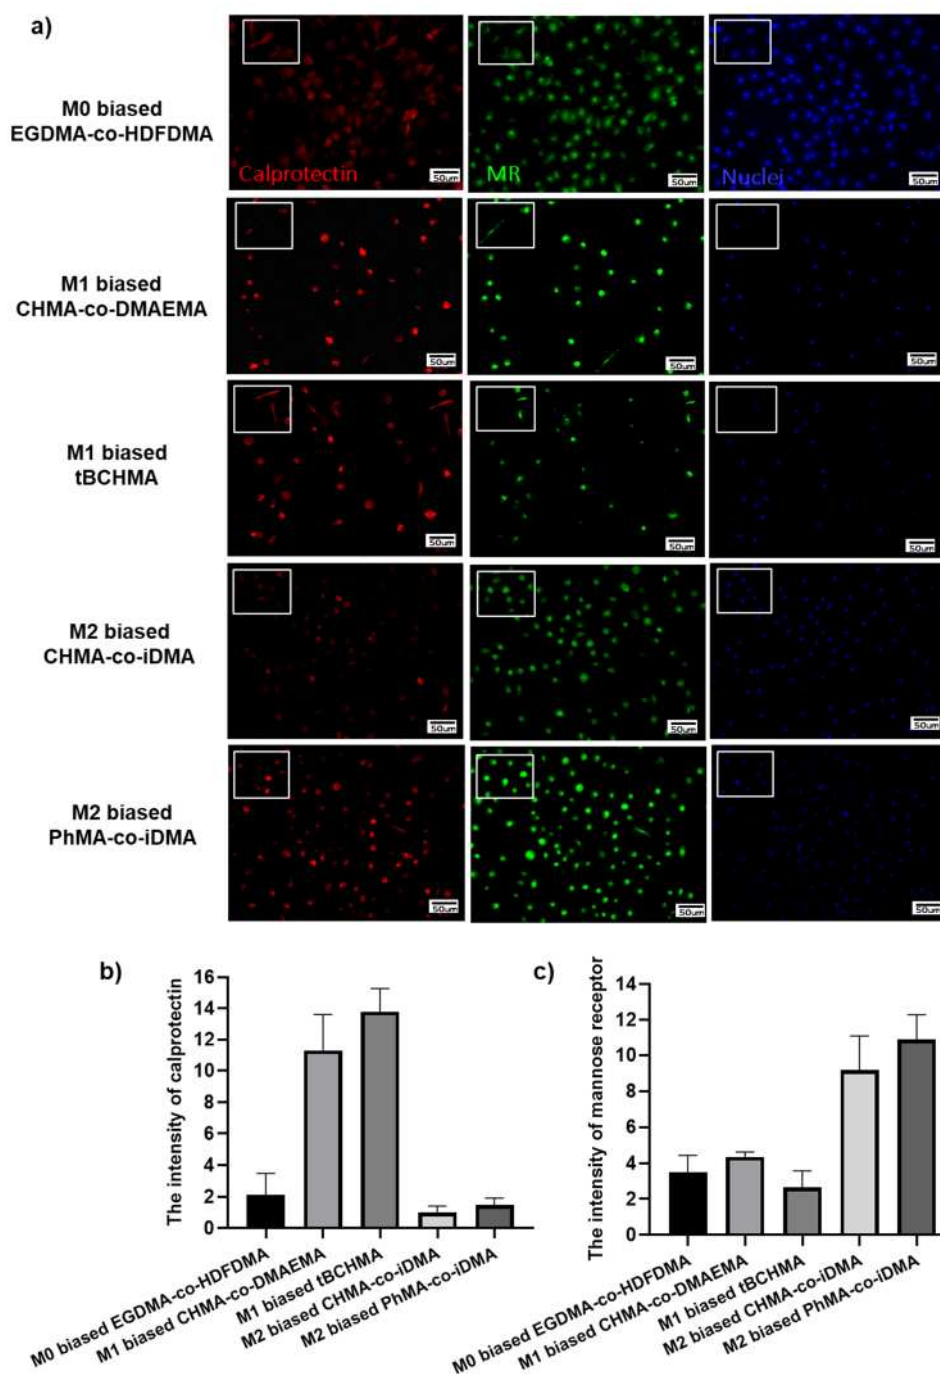 a)
M0 biased
EGDMA-co-HDFDMA
Calprotectin
50um
MR
50um
Nuclei
50um
M1 biased
CHMA-co-DMAEMA
50um
50um
50um
M1 biased
tBCHMA
50um
50um
50um
M2 biased
CHMA-co-iDMA
50um
50um
50um
M2 biased
PhMA-co-iDMA
50um
50um
50um
b)
The intensity of calprotectin
16
14
12
10
8
6
4
2
0
M0 biased EGDMA-co-HDFDMA
M1 biased CHMA-co-DMAEMA
M1 biased tBCHMA
M2 biased CHMA-co-iDMA
M2 biased PhMA-co-iDMA
c)
The intensity of mannose receptor
14
12
10
8
6
4
2
0
M0 biased EGDMA-co-HDFDMA
M1 biased CHMA-co-DMAEMA
M1 biased tBCHMA
M2 biased CHMA-co-iDMA
M2 biased PhMA-co-iDMA